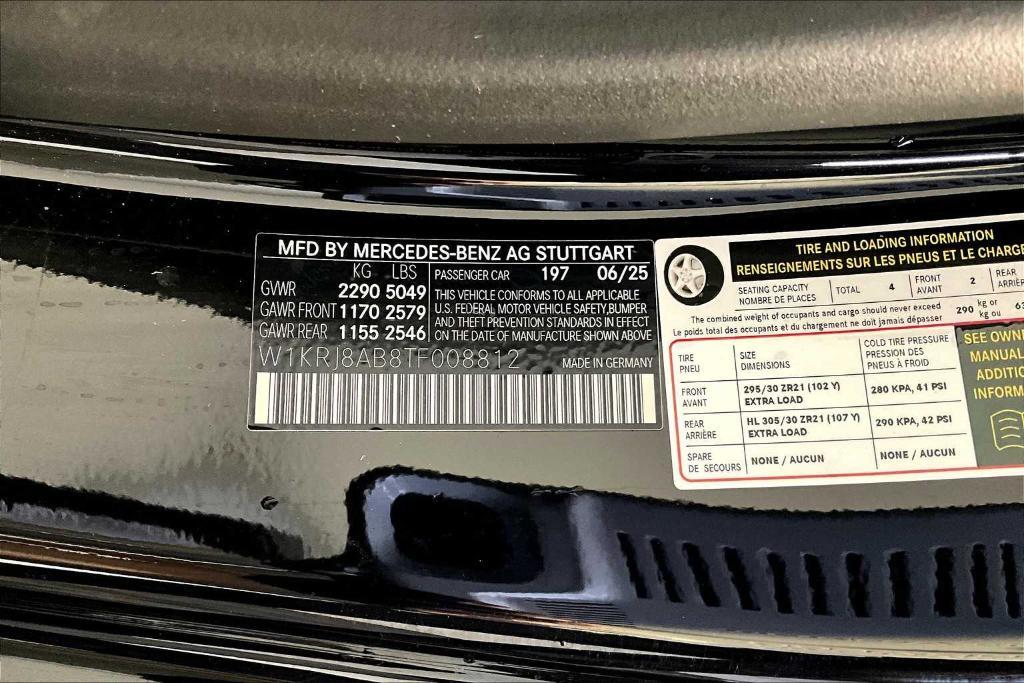 MFD BY MERCEDES-BENZ AG STUTTGART
KG LBS
GVWR 2290 5049
GAWR FRONT 1170 2579
GAWR REAR 1155 2546
PASSENGER CAR 197 06/25
THIS VEHICLE CONFORMS TO ALL APPLICABLE
U.S. FEDERAL MOTOR VEHICLE SAFETY,BUMPER
AND THEFT PREVENTION STANDARDS IN EFFECT
ON THE DATE OF MANUFACTURE SHOWN ABOVE
W1KRJ8AB8TF008812
MADE IN GERMANY
TIRE AND LOADING INFORMATION
RENSEIGNEMENTS SUR LES PNEUS ET LE CHARGE
SEATING CAPACITY
NOMBRE DE PLACES
TOTAL 4
FRONT
AVANT
2
REAR
ARRIÈRE
The combined weight of occupants and cargo should never exceed
Le poids total des occupants et du chargement ne doit jamais dépasser
290 kg or
kg ou
TIRE
PNEU
SIZE
DIMENSIONS
COLD TIRE PRESSURE
PRESSION DES
PNEUS À FROID
FRONT
AVANT
295/30 ZR21 (102 Y)
EXTRA LOAD
280 KPA, 41 PSI
REAR
ARRIÈRE
HL 305/30 ZR21 (107 Y)
EXTRA LOAD
290 KPA, 42 PSI
SPARE
DE SECOURS
NONE / AUCUN
NONE / AUCUN
SEE OWN
MANUAL
ADDITIO
INFORM